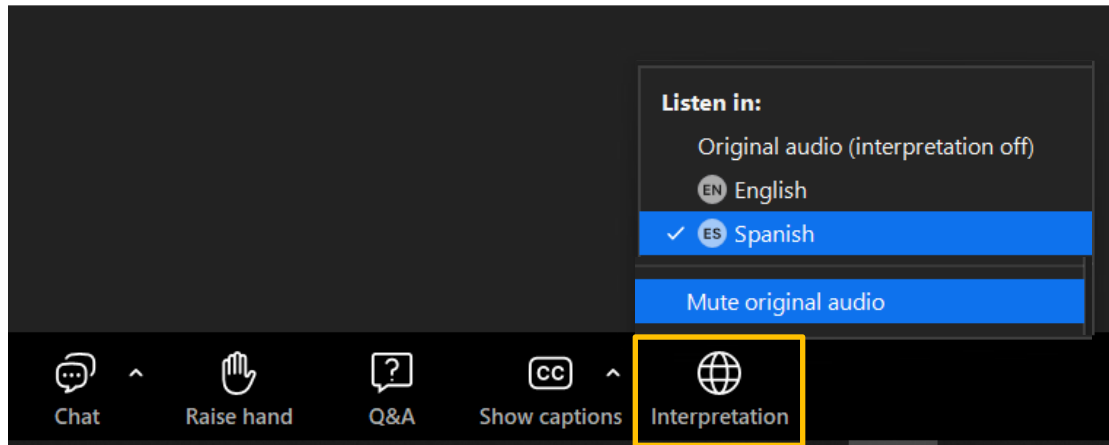 Listen in:
Original audio (interpretation off)
EN English
ES Spanish
Mute original audio
CC
Chat Raise hand Q&A Show captions Interpretation